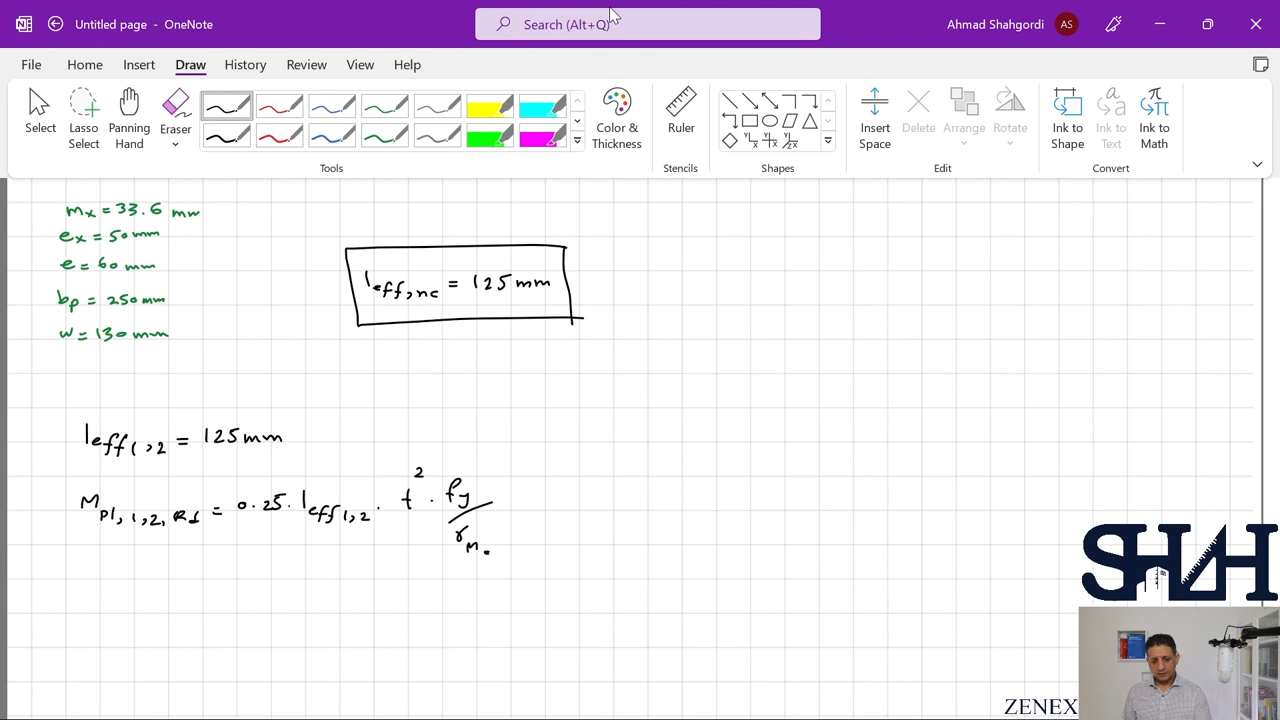 Untitled page - OneNote
Search (Alt+Q)
Ahmad Shahgordi
AS
File Home Insert Draw History Review View Help
Select
Lasso Select
Panning Hand
Eraser
Color & Thickness
Ruler
Insert Space
Delete
Arrange
Rotate
Ink to Shape
Ink to Text
Ink to Math
Tools
Stencils
Shapes
Edit
Convert
mx = 33.6 mm
ex = 50 mm
e = 60 mm
bp = 250 mm
w = 130 mm
leff,nc = 125 mm
leff1,2 = 125 mm
Mpl,1,2,Rd = 0.25 . leff1,2 . t² . fy / γM0
SHAH
ZENEX